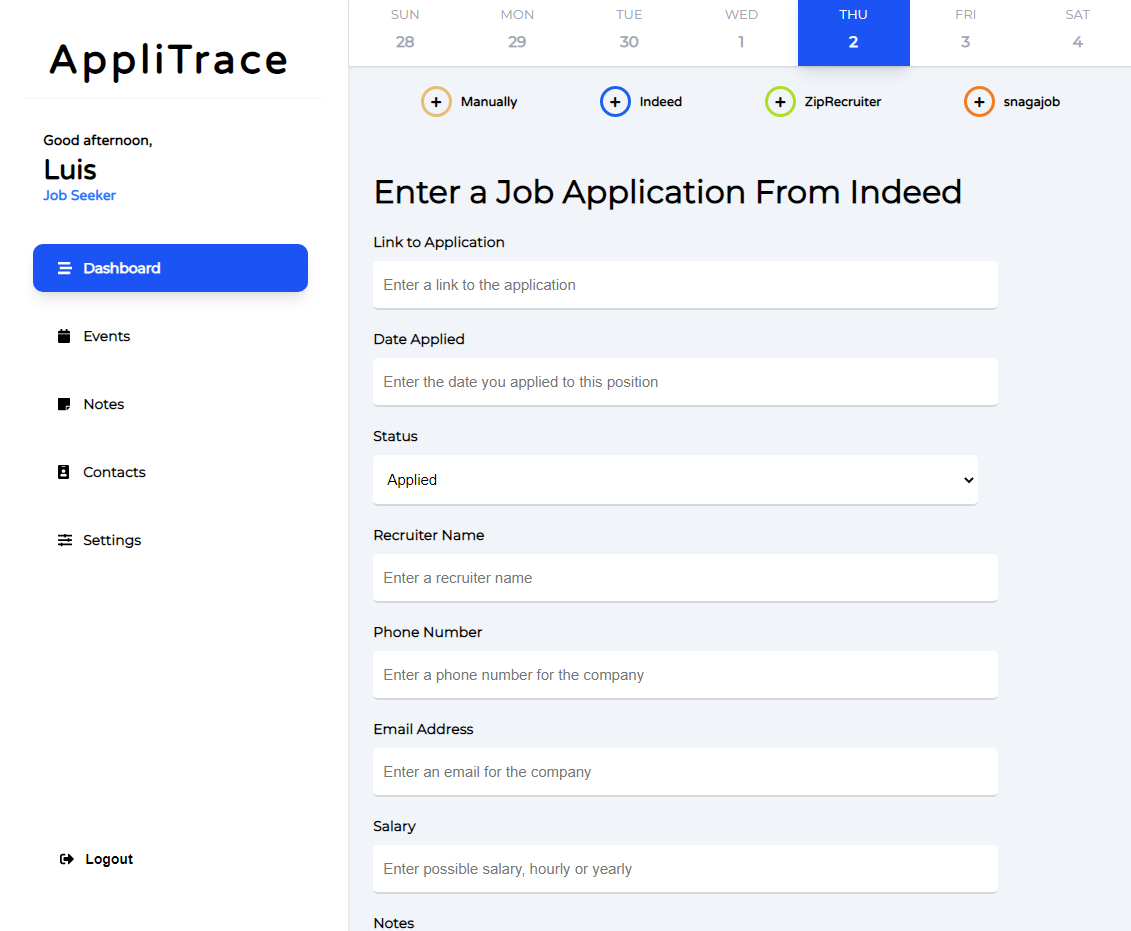 AppliTrace
Good afternoon,
Luis
Job Seeker
Dashboard
Events
Notes
Contacts
Settings
Logout
SUN MON TUE WED THU FRI SAT
28 29 30 1 2 3 4
+ Manually + Indeed + ZipRecruiter + snagajob
Enter a Job Application From Indeed
Link to Application
Enter a link to the application
Date Applied
Enter the date you applied to this position
Status
Applied
Recruiter Name
Enter a recruiter name
Phone Number
Enter a phone number for the company
Email Address
Enter an email for the company
Salary
Enter possible salary, hourly or yearly
Notes